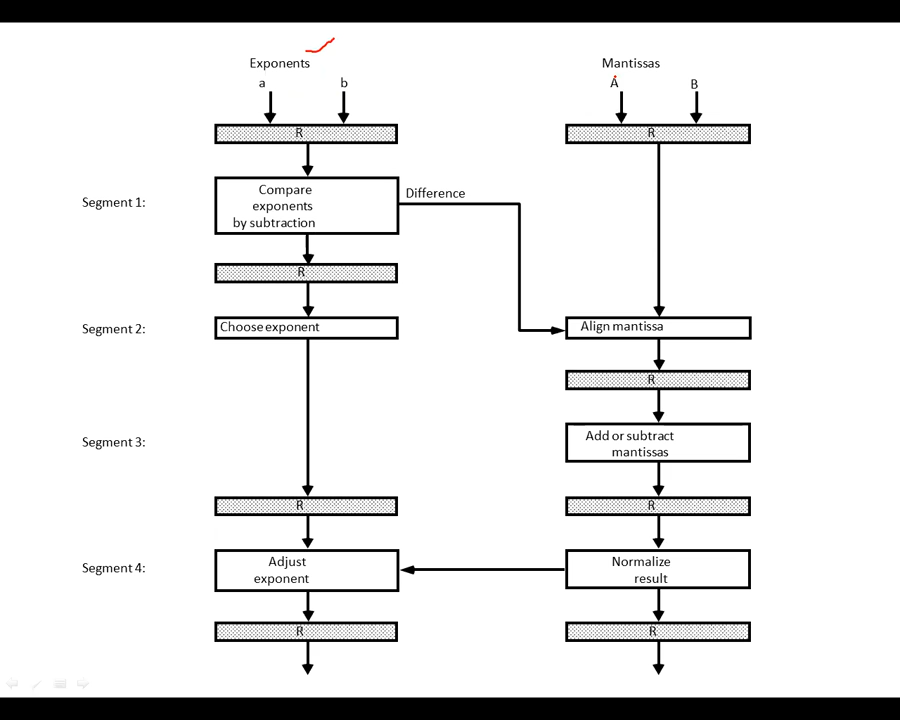 Exponents
Mantissas
a
b
A
B
R
R
Segment 1:
Compare
exponents
by subtraction
Difference
R
Segment 2:
Choose exponent
Align mantissa
R
Segment 3:
Add or subtract
mantissas
R
R
Segment 4:
Adjust
exponent
Normalize
result
R
R